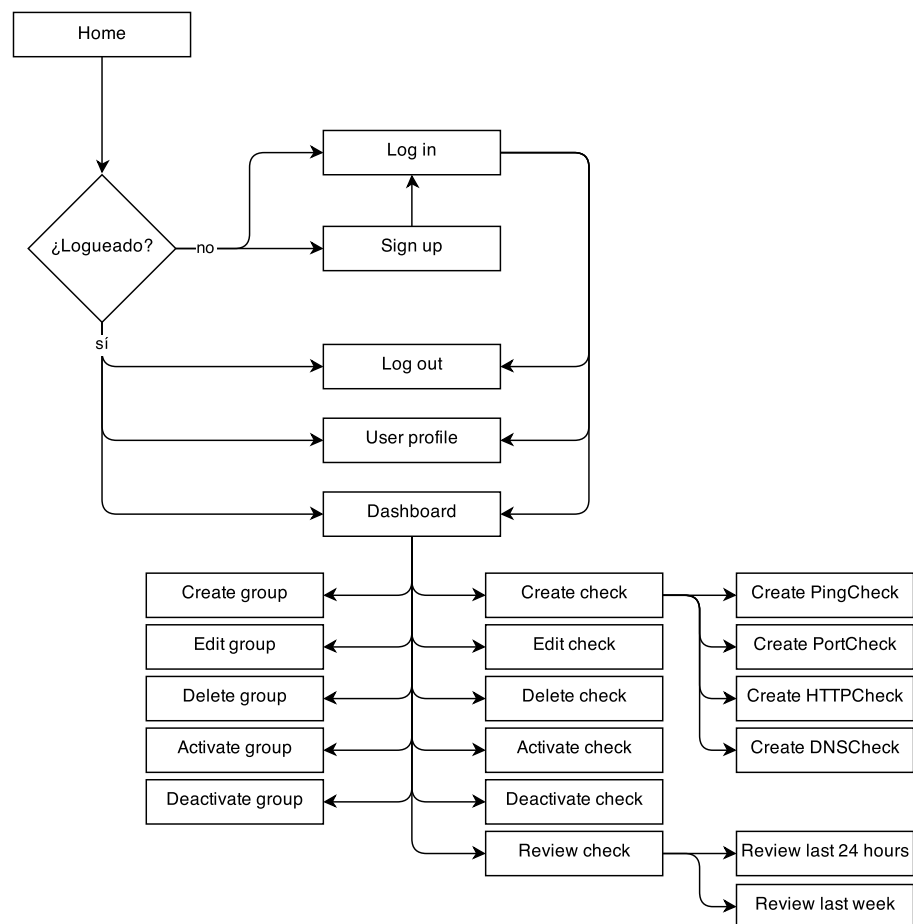 Home
Log in
¿Logueado?
no
Sign up
sí
Log out
User profile
Dashboard
Create group
Create check
Create PingCheck
Edit group
Edit check
Create PortCheck
Delete group
Delete check
Create HTTPCheck
Activate group
Activate check
Create DNSCheck
Deactivate group
Deactivate check
Review check
Review last 24 hours
Review last week